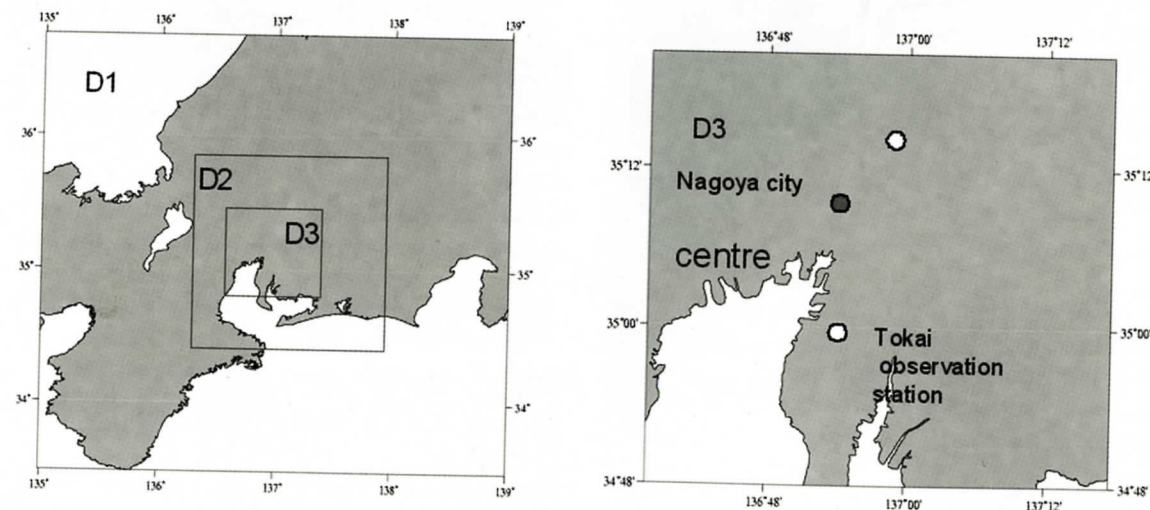 135° 136° 137° 138° 139°
D1
36° 36°
D2
D3
35° 35°
34° 34°
135° 136° 137° 138° 139°
136°48' 137°00' 137°12'
D3
35°12' 35°12'
Nagoya city
centre
35°00' 35°00'
Tokai
observation
station
34°48' 34°48'
136°48' 137°00' 137°12'